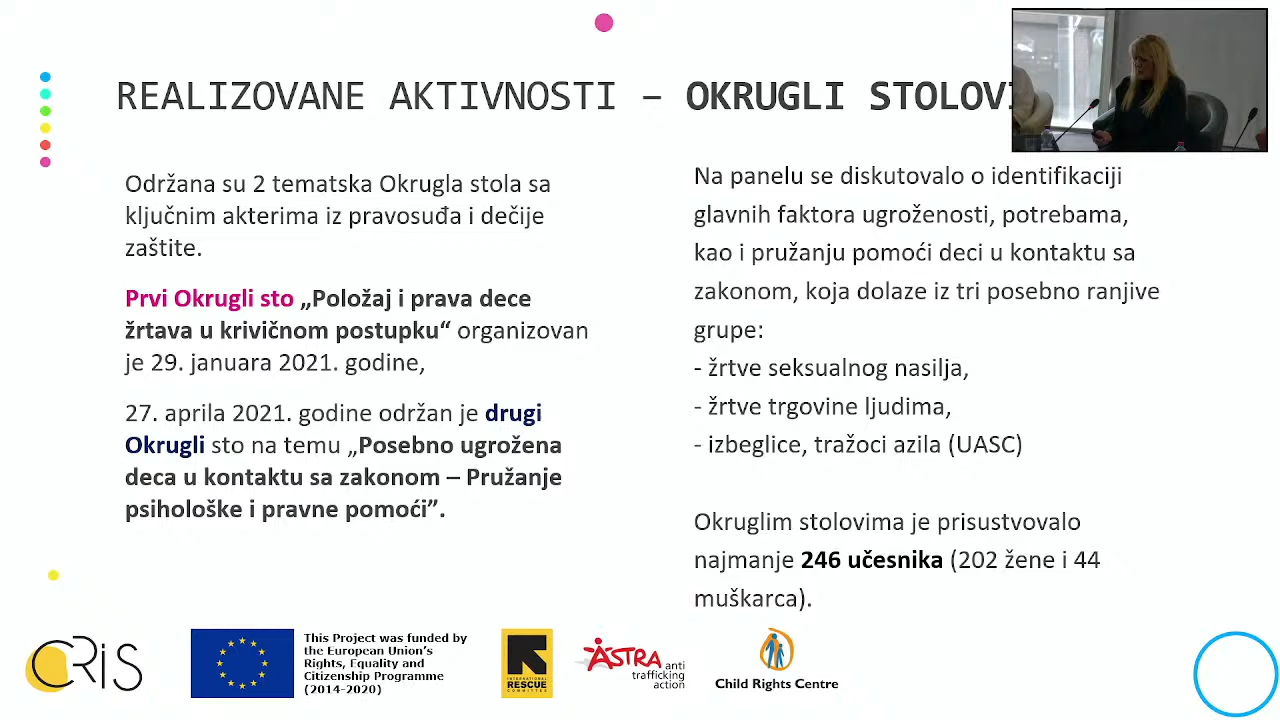 REALIZOVANE AKTIVNOSTI – OKRUGLI STOLOVI
Održana su 2 tematska Okrugla stola sa
ključnim akterima iz pravosuđa i dečije
zaštite.
Prvi Okrugli sto „Položaj i prava dece
žrtava u krivičnom postupku“ organizovan
je 29. januara 2021. godine,
27. aprila 2021. godine održan je drugi
Okrugli sto na temu „Posebno ugrožena
deca u kontaktu sa zakonom – Pružanje
psihološke i pravne pomoći”.
Na panelu se diskutovalo o identifikaciji
glavnih faktora ugroženosti, potrebama,
kao i pružanju pomoći deci u kontaktu sa
zakonom, koja dolaze iz tri posebno ranjive
grupe:
- žrtve seksualnog nasilja,
- žrtve trgovine ljudima,
- izbeglice, tražoci azila (UASC)
Okruglim stolovima je prisustvovalo
najmanje 246 učesnika (202 žene i 44
muškarca).
CRiS
This Project was funded by
the European Union’s
Rights, Equality and
Citizenship Programme
(2014-2020)
INTERNATIONAL
RESCUE
COMMITTEE
ASTRA anti
trafficking
action
Child Rights Centre